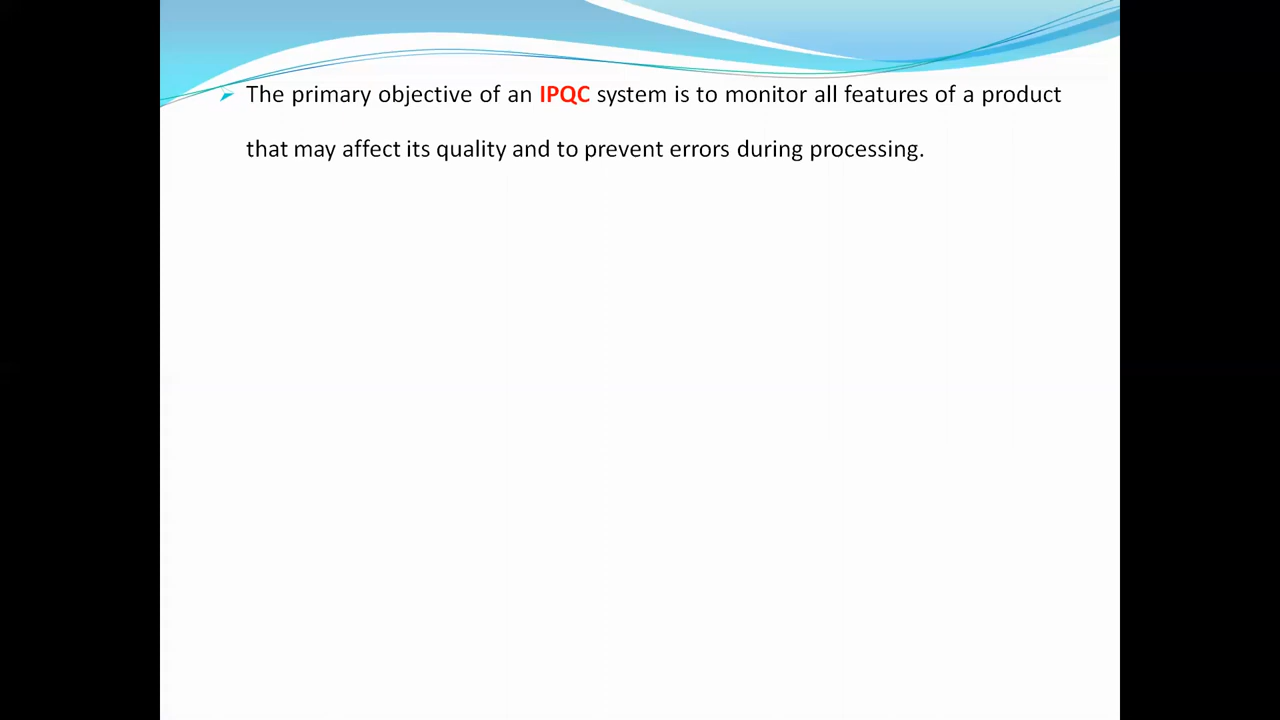 The primary objective of an IPQC system is to monitor all features of a product
that may affect its quality and to prevent errors during processing.